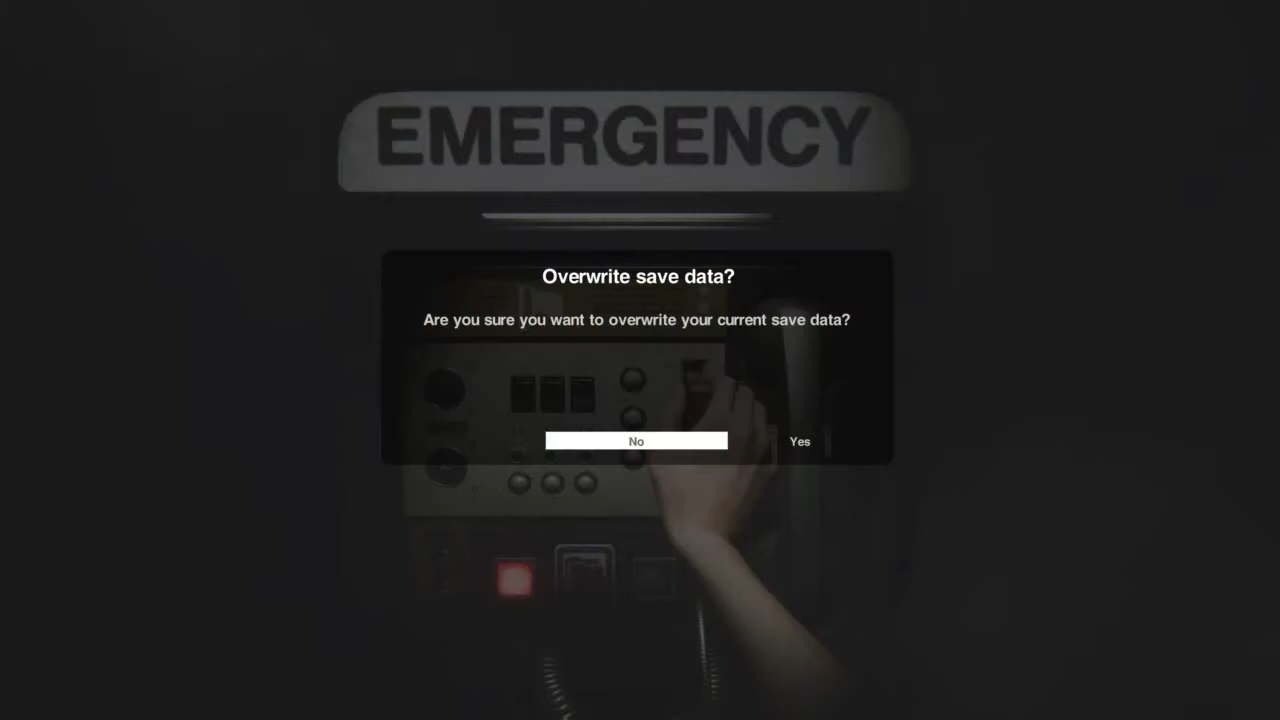 EMERGENCY
Overwrite save data?
Are you sure you want to overwrite your current save data?
No Yes